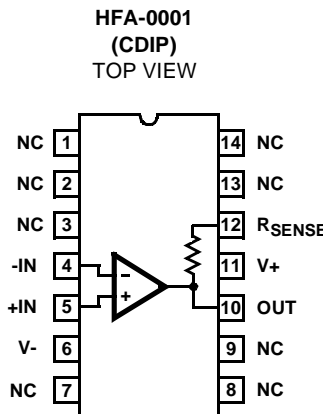 HFA-0001
(CDIP)
TOP VIEW
NC 1 14 NC
NC 2 13 NC
NC 3 12 RSENSE
-IN 4 - 11 V+
+IN 5 + 10 OUT
V- 6 9 NC
NC 7 8 NC